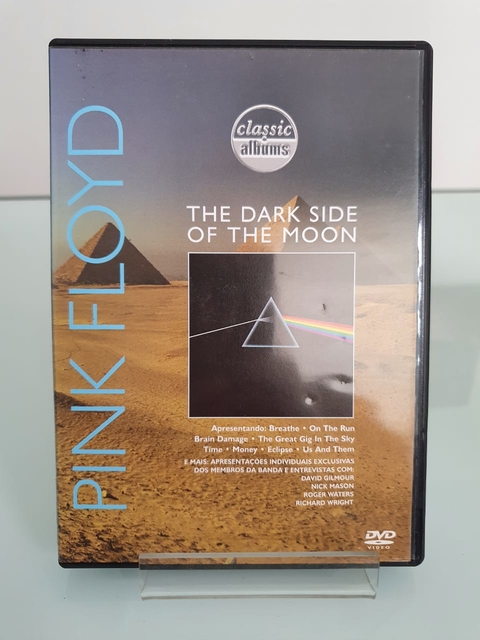 classic
albums
PINK FLOYD
THE DARK SIDE
OF THE MOON
Apresentando: Breathe • On The Run
Brain Damage • The Great Gig In The Sky
Time • Money • Eclipse • Us And Them
E MAIS: APRESENTAÇÕES INDIVIDUAIS EXCLUSIVAS
DOS MEMBROS DA BANDA E ENTREVISTAS COM:
DAVID GILMOUR
NICK MASON
ROGER WATERS
RICHARD WRIGHT
DVD
VIDEO